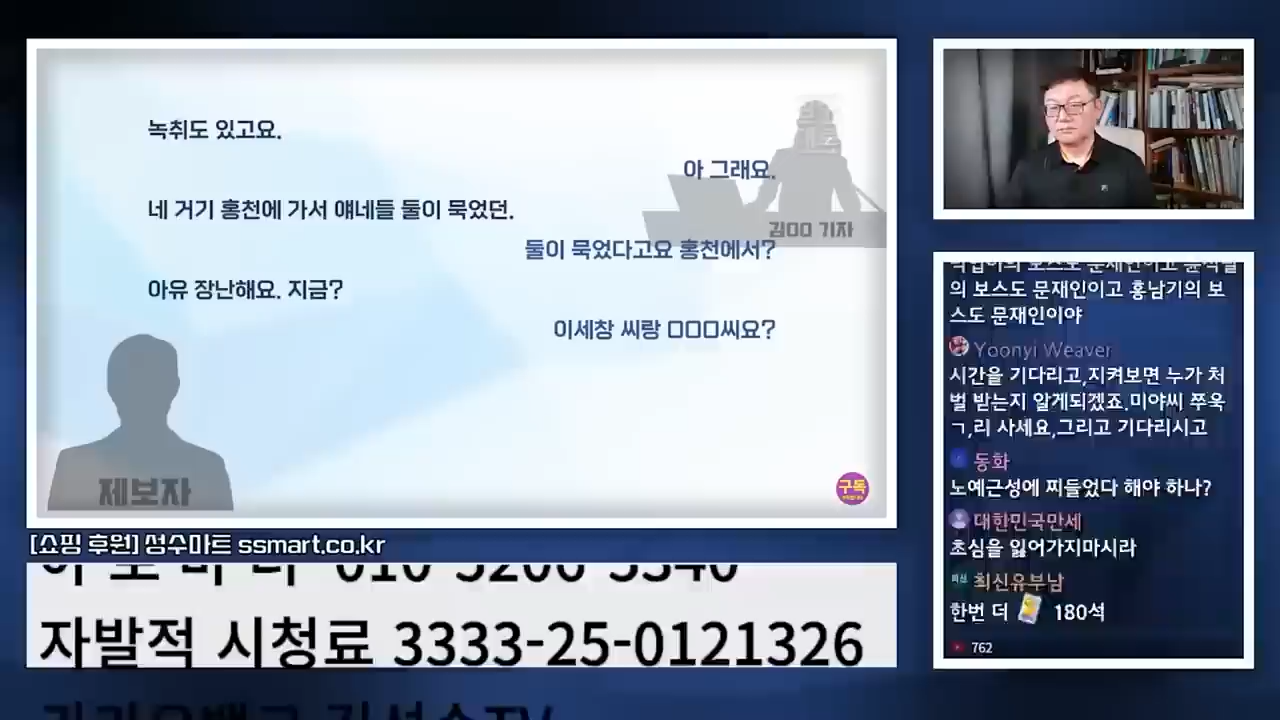 녹취도 있고요.
아 그래요.
네 거기 홍천에 가서 얘네들 둘이 묵었던.
김OO 기자
둘이 묵었다고요 홍천에서?
아유 장난해요. 지금?
이세창 씨랑 □□□씨요?
제보자
구독
[쇼핑 후원] 성수마트 ssmart.co.kr
자발적 시청료 3333-25-0121326
의 보스도 문재인이고 홍남기의 보
스도 문재인이야
Yoonyi Weaver
시간을 기다리고,지켜보면 누가 처
벌 받는지 알게되겠죠.미야씨 쭈욱
ㄱ,리 사세요,그리고 기다리시고
동화
노예근성에 찌들었다 해야 하나?
대한민국만세
초심을 잃어가지마시라
최신유부남
한번 더 180석
762